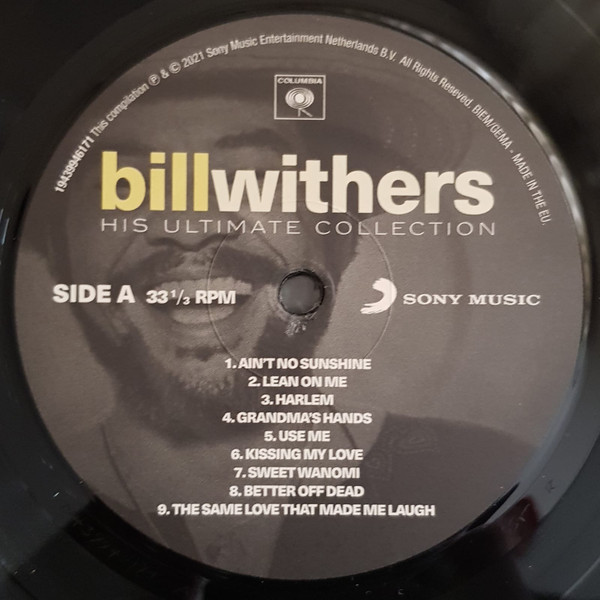 19439946171 This compilation ℗ & © 2021 Sony Music Entertainment Netherlands B.V. All Rights Reseved. BIEM/GEMA - MADE IN THE EU.
COLUMBIA
billwithers
HIS ULTIMATE COLLECTION
SIDE A 33 1/3 RPM
SONY MUSIC
1. AIN'T NO SUNSHINE
2. LEAN ON ME
3. HARLEM
4. GRANDMA'S HANDS
5. USE ME
6. KISSING MY LOVE
7. SWEET WANOMI
8. BETTER OFF DEAD
9. THE SAME LOVE THAT MADE ME LAUGH